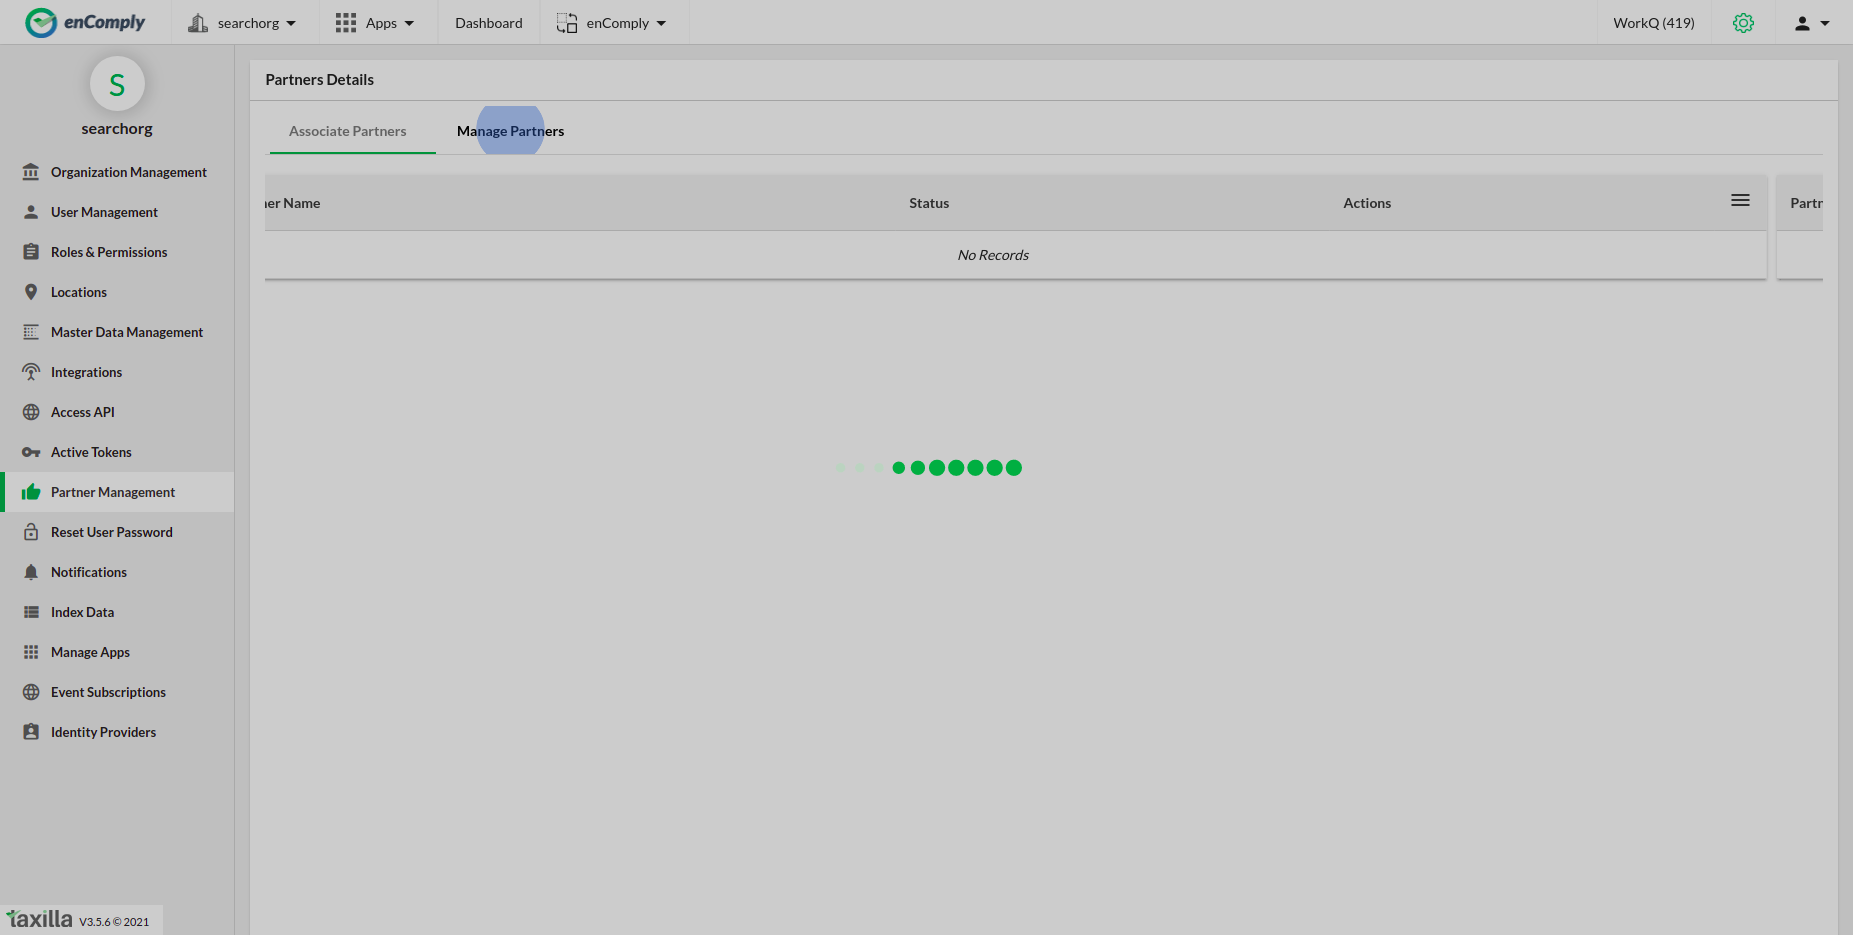 enComply
searchorg
Apps
Dashboard
enComply
WorkQ (419)
S
searchorg
Organization Management
User Management
Roles & Permissions
Locations
Master Data Management
Integrations
Access API
Active Tokens
Partner Management
Reset User Password
Notifications
Index Data
Manage Apps
Event Subscriptions
Identity Providers
taxilla V3.5.6 © 2021
Partners Details
Associate Partners
Manage Partners
er Name
Status
Actions
Partn
No Records